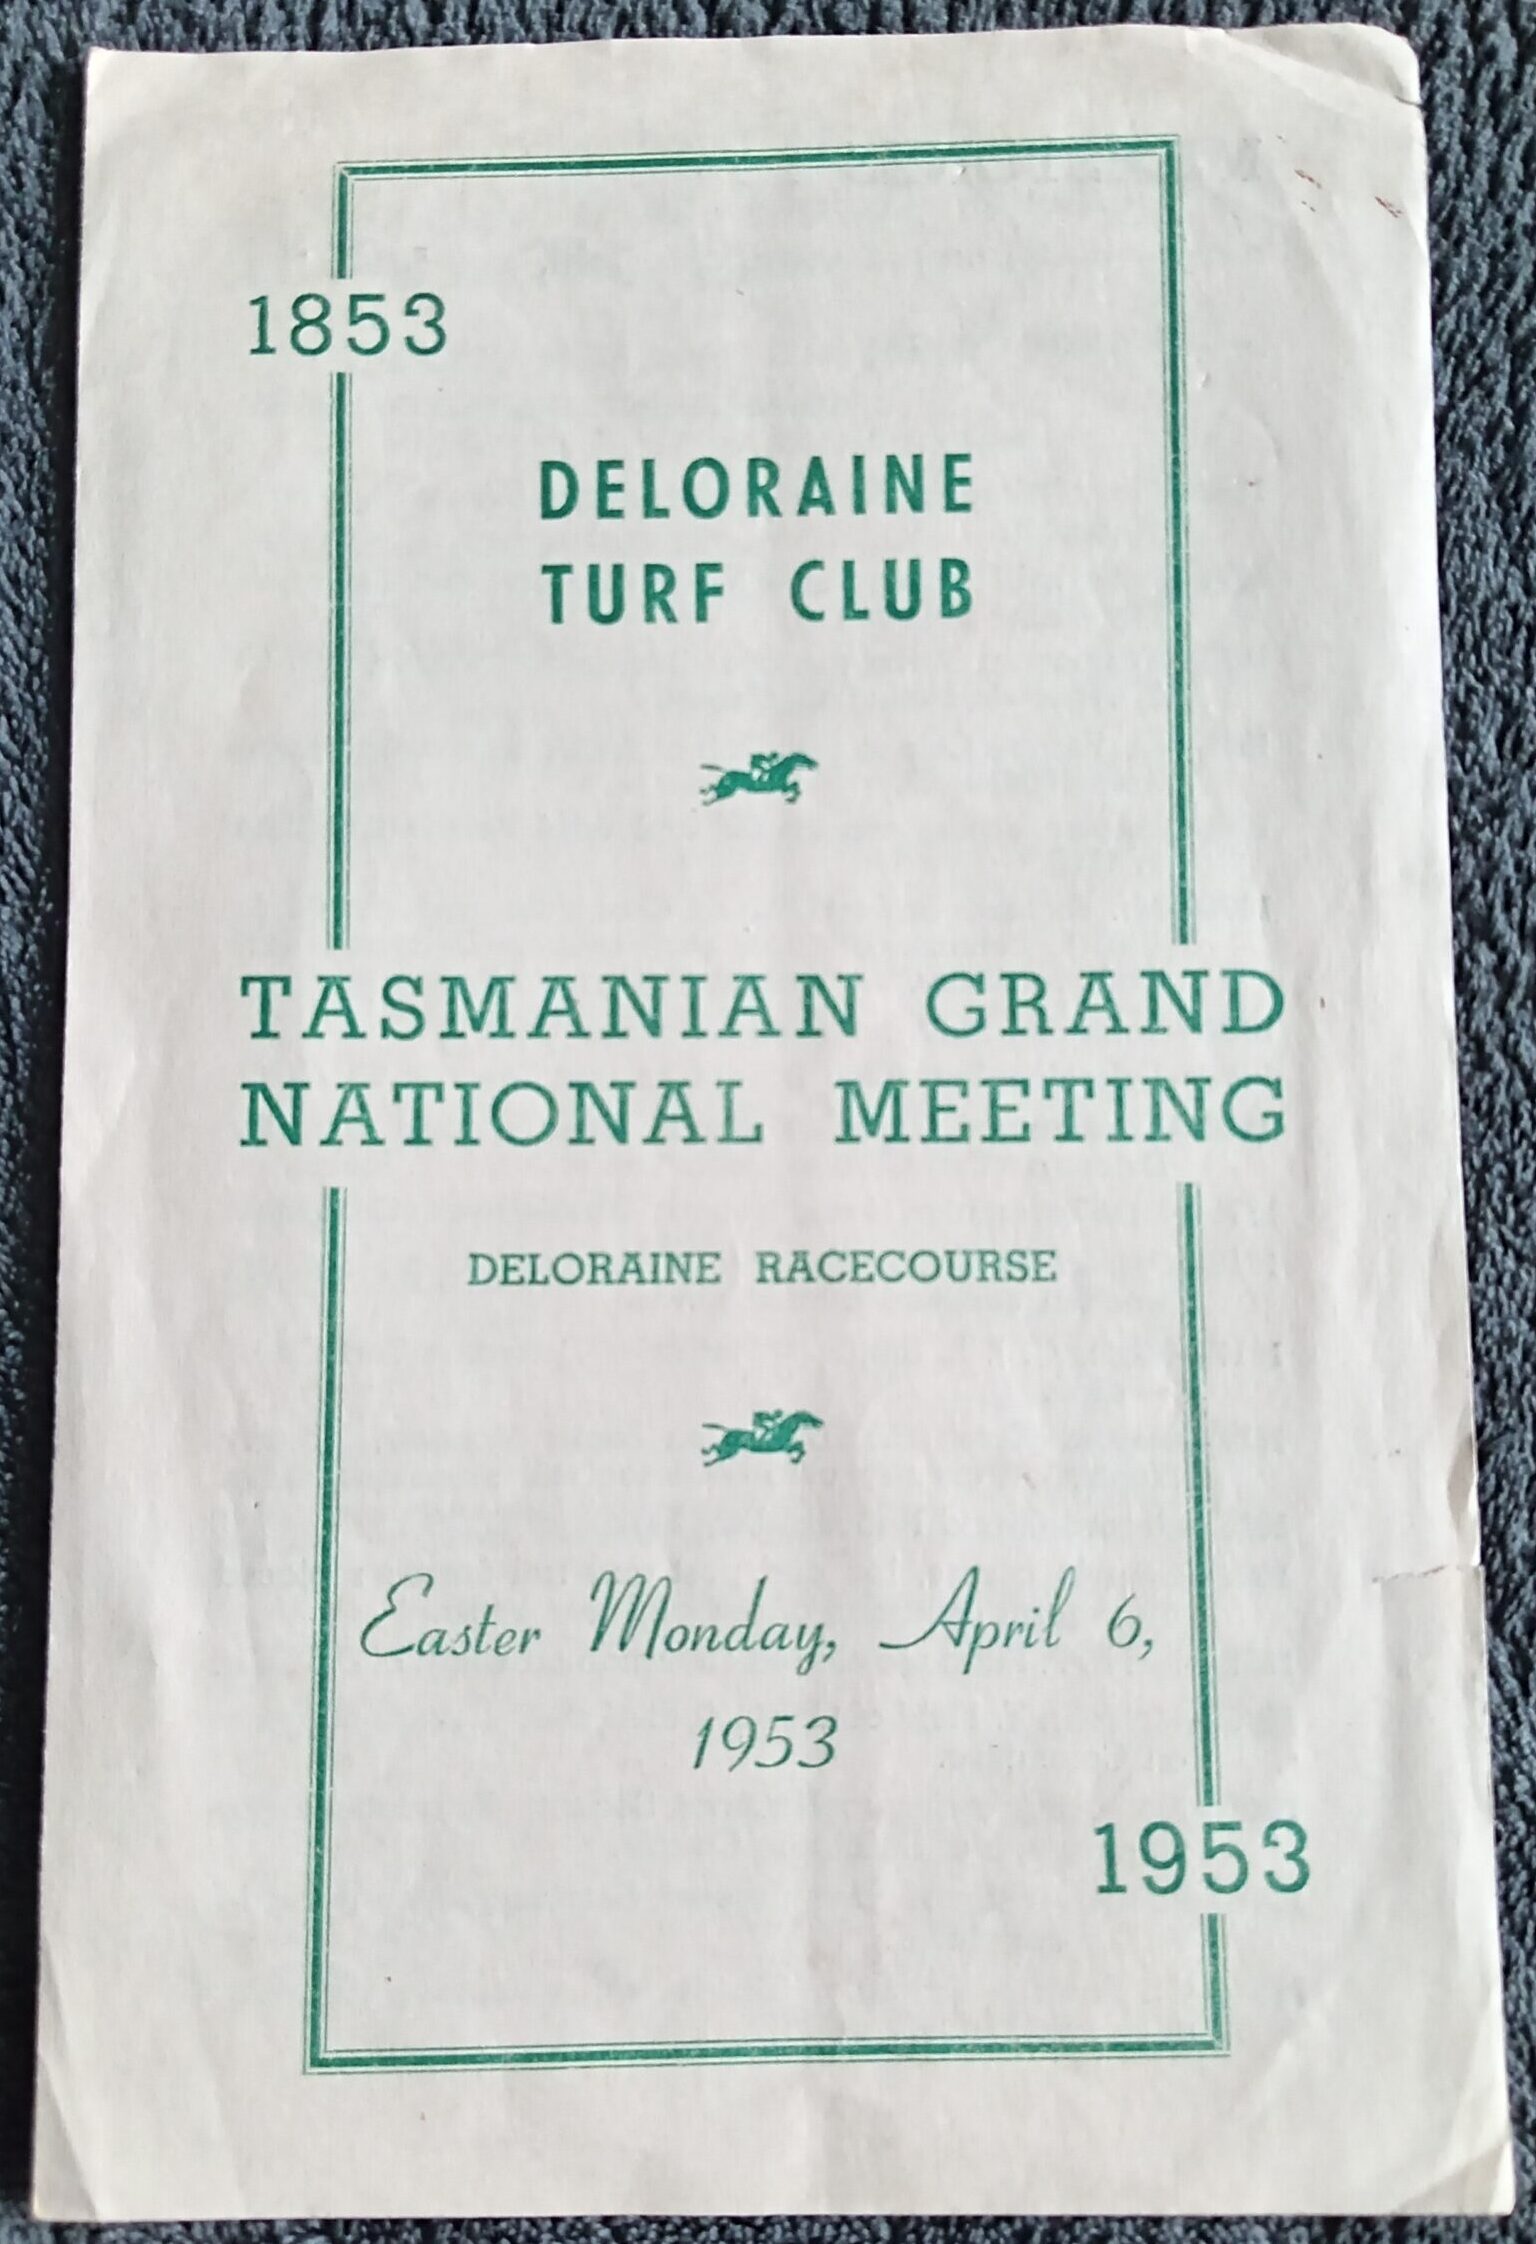 1853
DELORAINE
TURF CLUB
TASMANIAN GRAND
NATIONAL MEETING
DELORAINE RACECOURSE
Easter Monday, April 6,
1953
1953